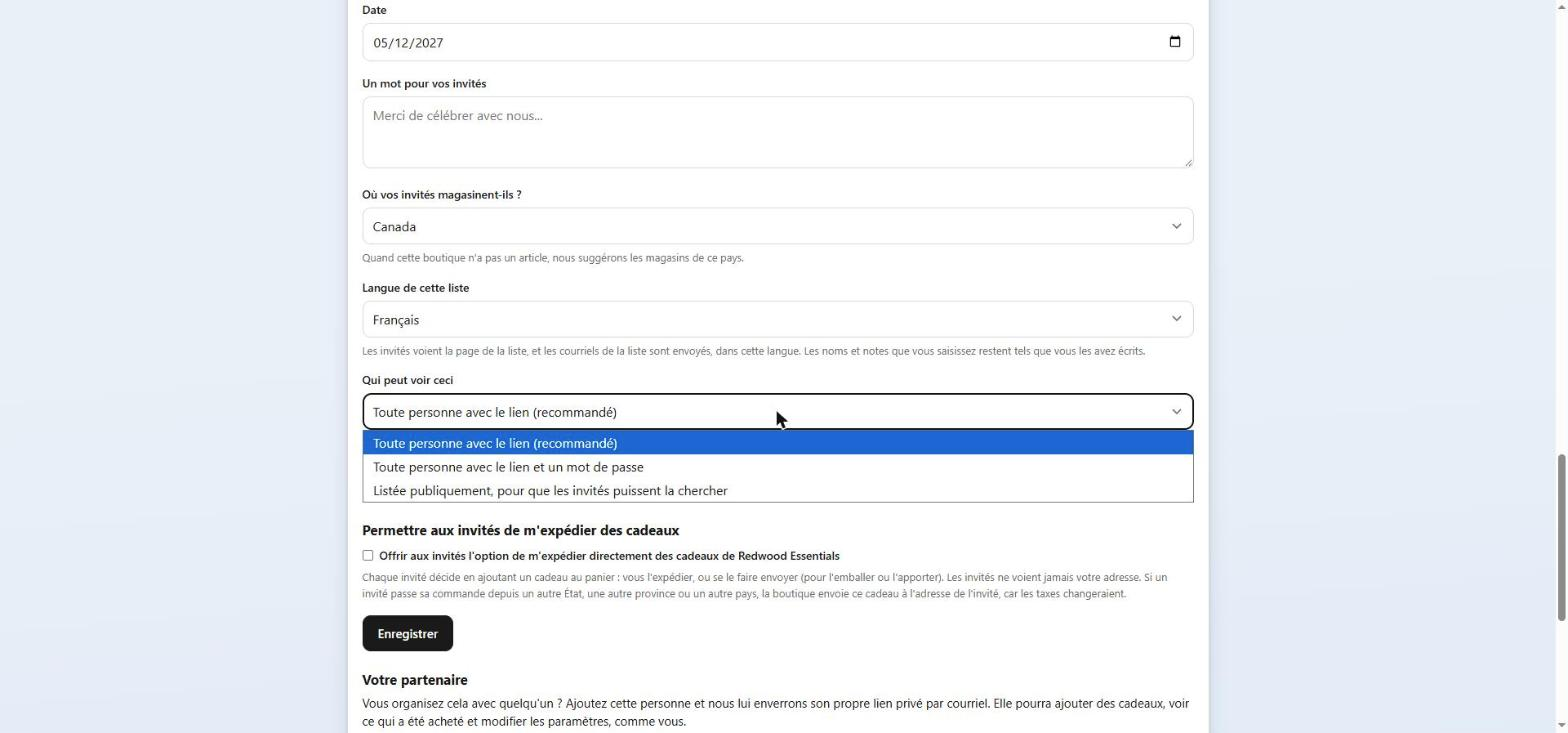 Date
05/12/2027
Un mot pour vos invités
Merci de célébrer avec nous...
Où vos invités magasinent-ils ?
Canada
Quand cette boutique n'a pas un article, nous suggérons les magasins de ce pays.
Langue de cette liste
Français
Les invités voient la page de la liste, et les courriels de la liste sont envoyés, dans cette langue. Les noms et notes que vous saisissez restent tels que vous les avez écrits.
Qui peut voir ceci
Toute personne avec le lien (recommandé)
Toute personne avec le lien (recommandé)
Toute personne avec le lien et un mot de passe
Listée publiquement, pour que les invités puissent la chercher
Permettre aux invités de m'expédier des cadeaux
Offrir aux invités l'option de m'expédier directement des cadeaux de Redwood Essentials
Chaque invité décide en ajoutant un cadeau au panier : vous l'expédier, ou se le faire envoyer (pour l'emballer ou l'apporter). Les invités ne voient jamais votre adresse. Si un
invité passe sa commande depuis un autre État, une autre province ou un autre pays, la boutique envoie ce cadeau à l'adresse de l'invité, car les taxes changeraient.
Enregistrer
Votre partenaire
Vous organisez cela avec quelqu'un ? Ajoutez cette personne et nous lui enverrons son propre lien privé par courriel. Elle pourra ajouter des cadeaux, voir
ce qui a été acheté et modifier les paramètres, comme vous.